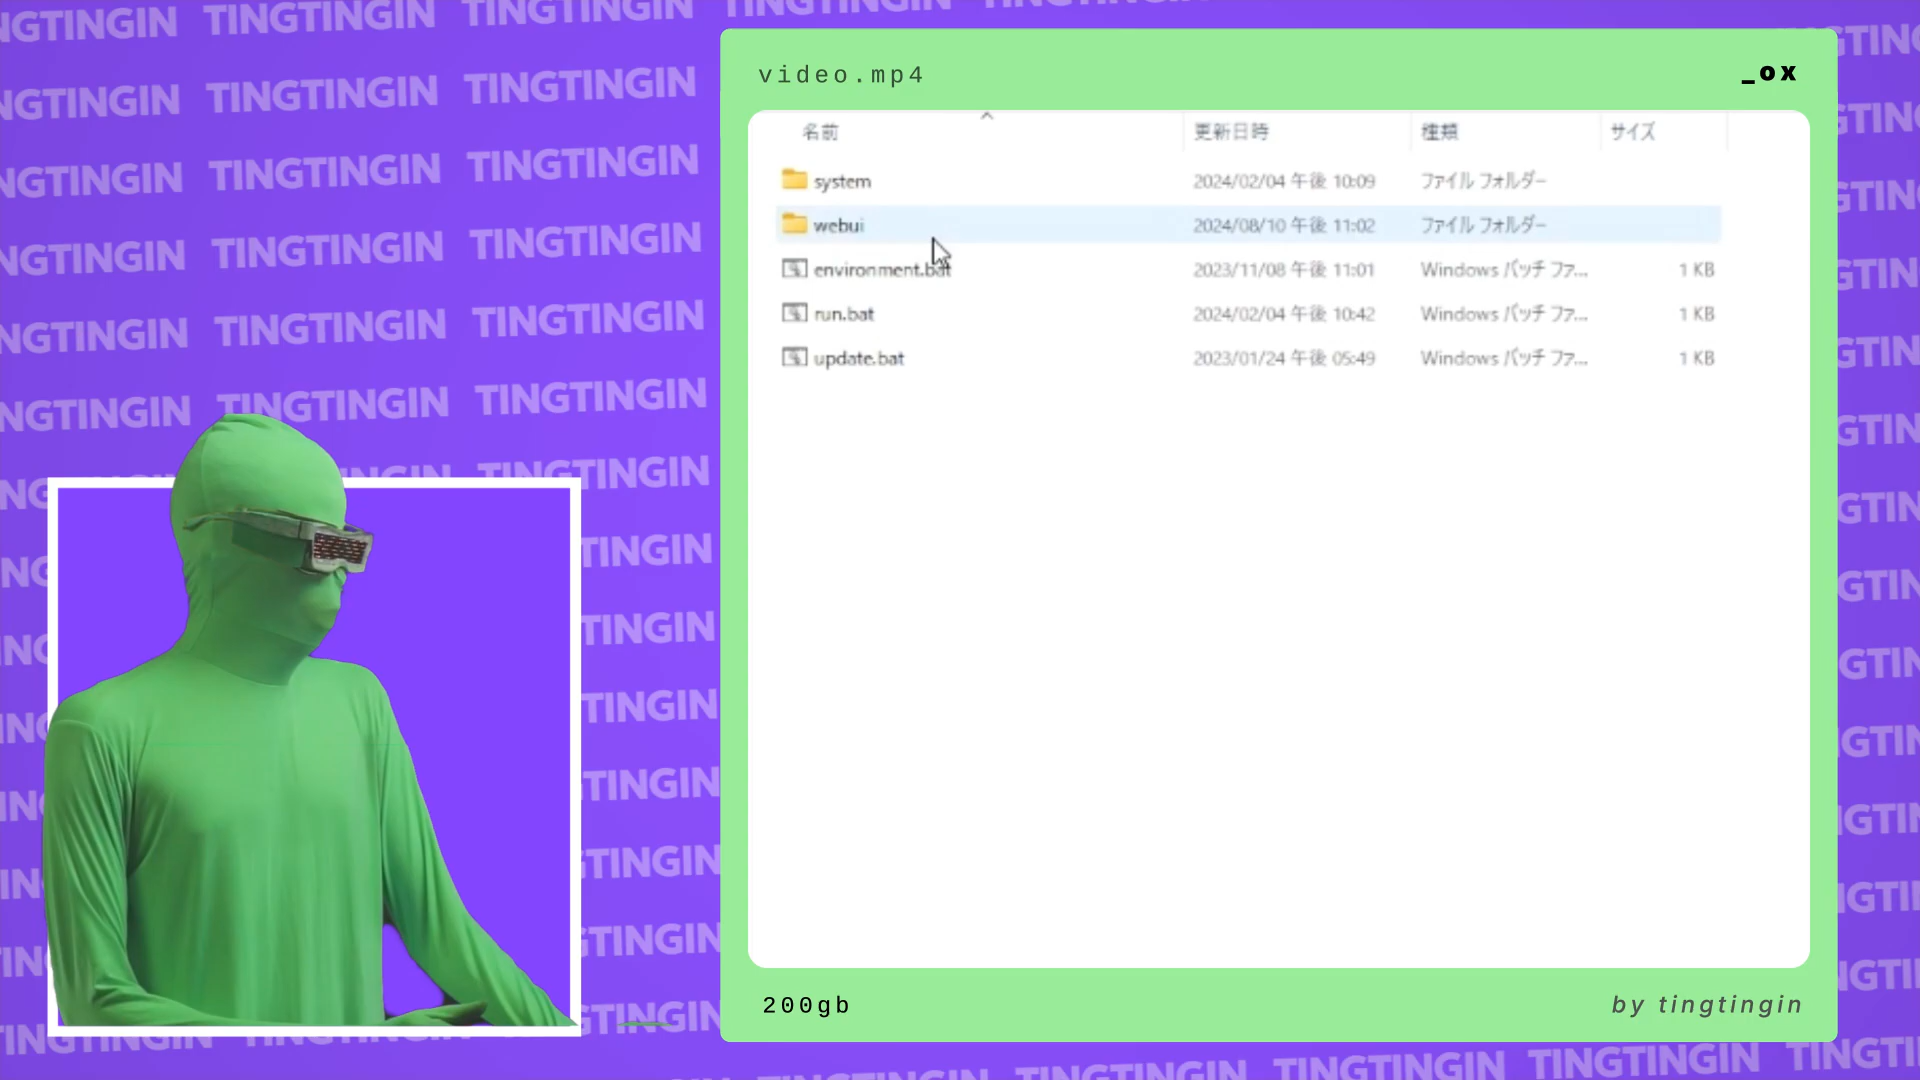 TINGTINGIN TINGTINGIN TINGTINGIN TINGTINGIN
video.mp4
_ox
名前 更新日時 種類 サイズ
system 2024/02/04 午後 10:09 ファイル フォルダー
webui 2024/08/10 午後 11:02 ファイル フォルダー
environment.bat 2023/11/08 午後 11:01 Windows バッチ ファ... 1 KB
run.bat 2024/02/04 午後 10:42 Windows バッチ ファ... 1 KB
update.bat 2023/01/24 午後 05:49 Windows バッチ ファ... 1 KB
200gb
by tingtingin